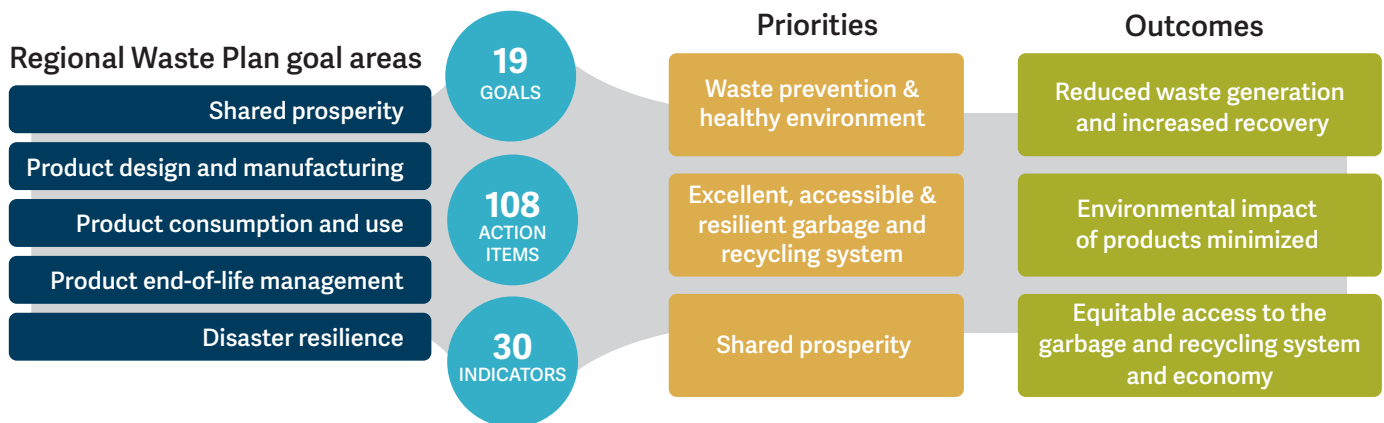 Regional Waste Plan goal areas
Shared prosperity
Product design and manufacturing
Product consumption and use
Product end-of-life management
Disaster resilience
19
GOALS
108
ACTION
ITEMS
30
INDICATORS
Priorities
Waste prevention &
healthy environment
Excellent, accessible &
resilient garbage and
recycling system
Shared prosperity
Outcomes
Reduced waste generation
and increased recovery
Environmental impact
of products minimized
Equitable access to the
garbage and recycling system
and economy